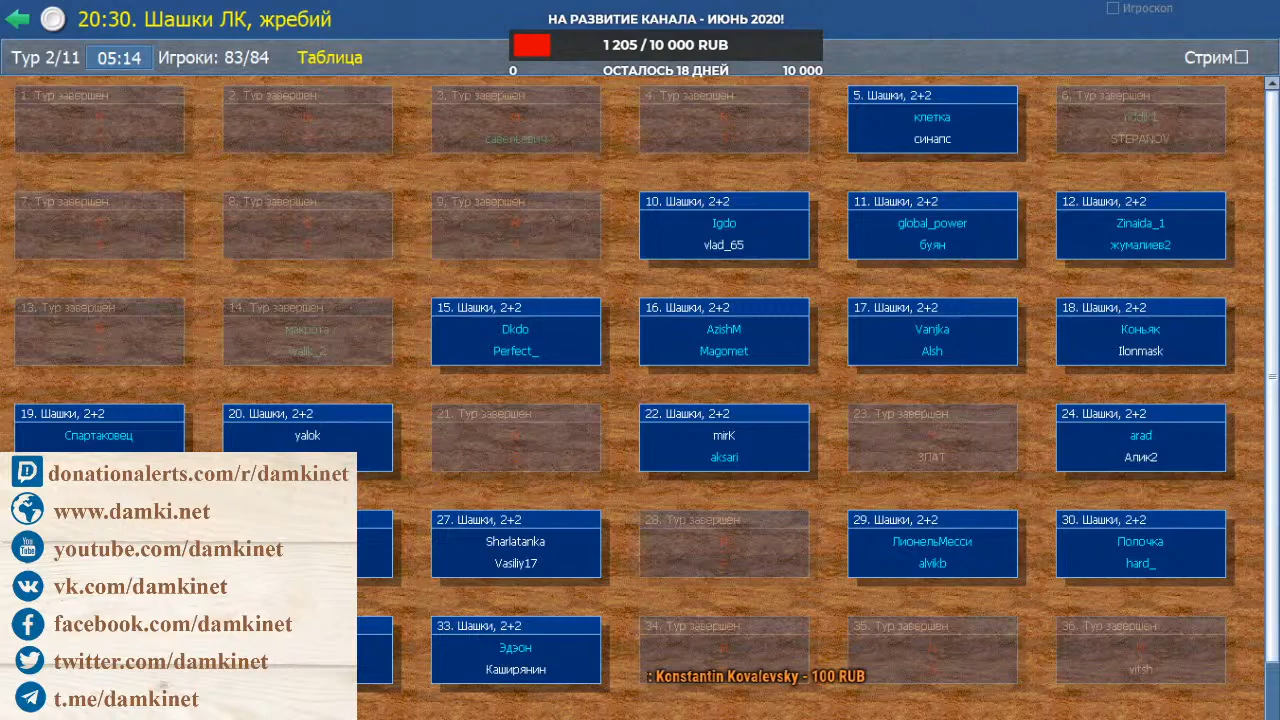 20:30. Шашки ЛК, жребий
НА РАЗВИТИЕ КАНАЛА - ИЮНЬ 2020!
Игроскоп
Тур 2/11
05:14
Игроки: 83/84
Таблица
1 205 / 10 000 RUB
Стрим
0
ОСТАЛОСЬ 18 ДНЕЙ
10 000
1. Тур завершен
2. Тур завершен
3. Тур завершен
савельевич
4. Тур завершен
5. Шашки, 2+2
клетка
синапс
6. Тур завершен
STEPANOV
7. Тур завершен
8. Тур завершен
9. Тур завершен
10. Шашки, 2+2
Igdo
vlad_65
11. Шашки, 2+2
global_power
буян
12. Шашки, 2+2
Zinaida_1
жумалиев2
13. Тур завершен
14. Тур завершен
макрота
walik_2
15. Шашки, 2+2
Dkdo
Perfect_
16. Шашки, 2+2
AzishM
Magomet
17. Шашки, 2+2
Vanjka
Alsh
18. Шашки, 2+2
Коньяк
Ilonmask
19. Шашки, 2+2
Спартаковец
20. Шашки, 2+2
yalok
21. Тур завершен
22. Шашки, 2+2
mirK
aksari
23. Тур завершен
ЗЛАТ
24. Шашки, 2+2
arad
Алик2
27. Шашки, 2+2
Sharlatanka
Vasiliy17
28. Тур завершен
29. Шашки, 2+2
ЛионельМесси
alvikb
30. Шашки, 2+2
Полочка
hard_
33. Шашки, 2+2
Эдэон
Каширянин
34. Тур завершен
35. Тур завершен
36. Тур завершен
vitsh
: Konstantin Kovalevsky - 100 RUB
donationalerts.com/r/damkinet
www.damki.net
You Tube
youtube.com/damkinet
vk.com/damkinet
facebook.com/damkinet
twitter.com/damkinet
t.me/damkinet